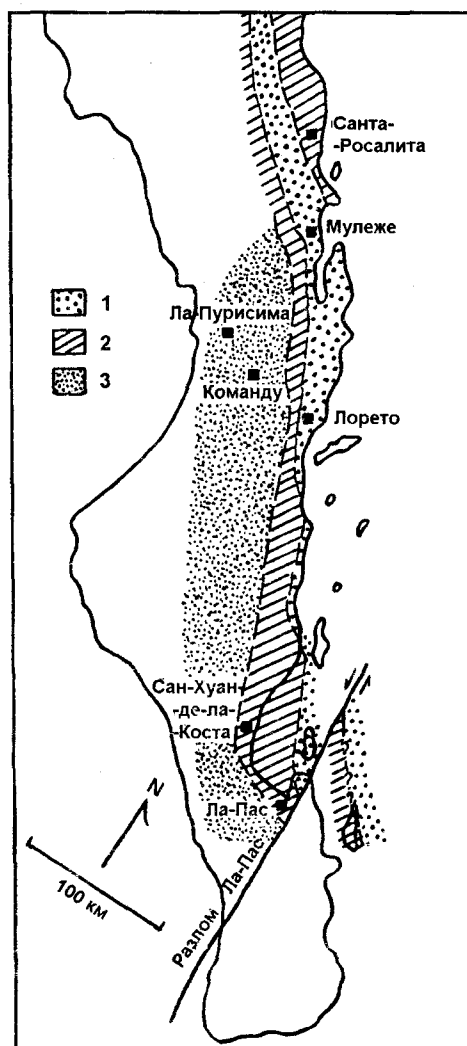 Санта-
-Росалита
Мулеже
1
Ла-Пурисима
2
3
Команду
Лорето
Сан-Хуан-
-де-ла-
-Коста
Ла-Пас
N
100 км
Разлом Ла-Пас